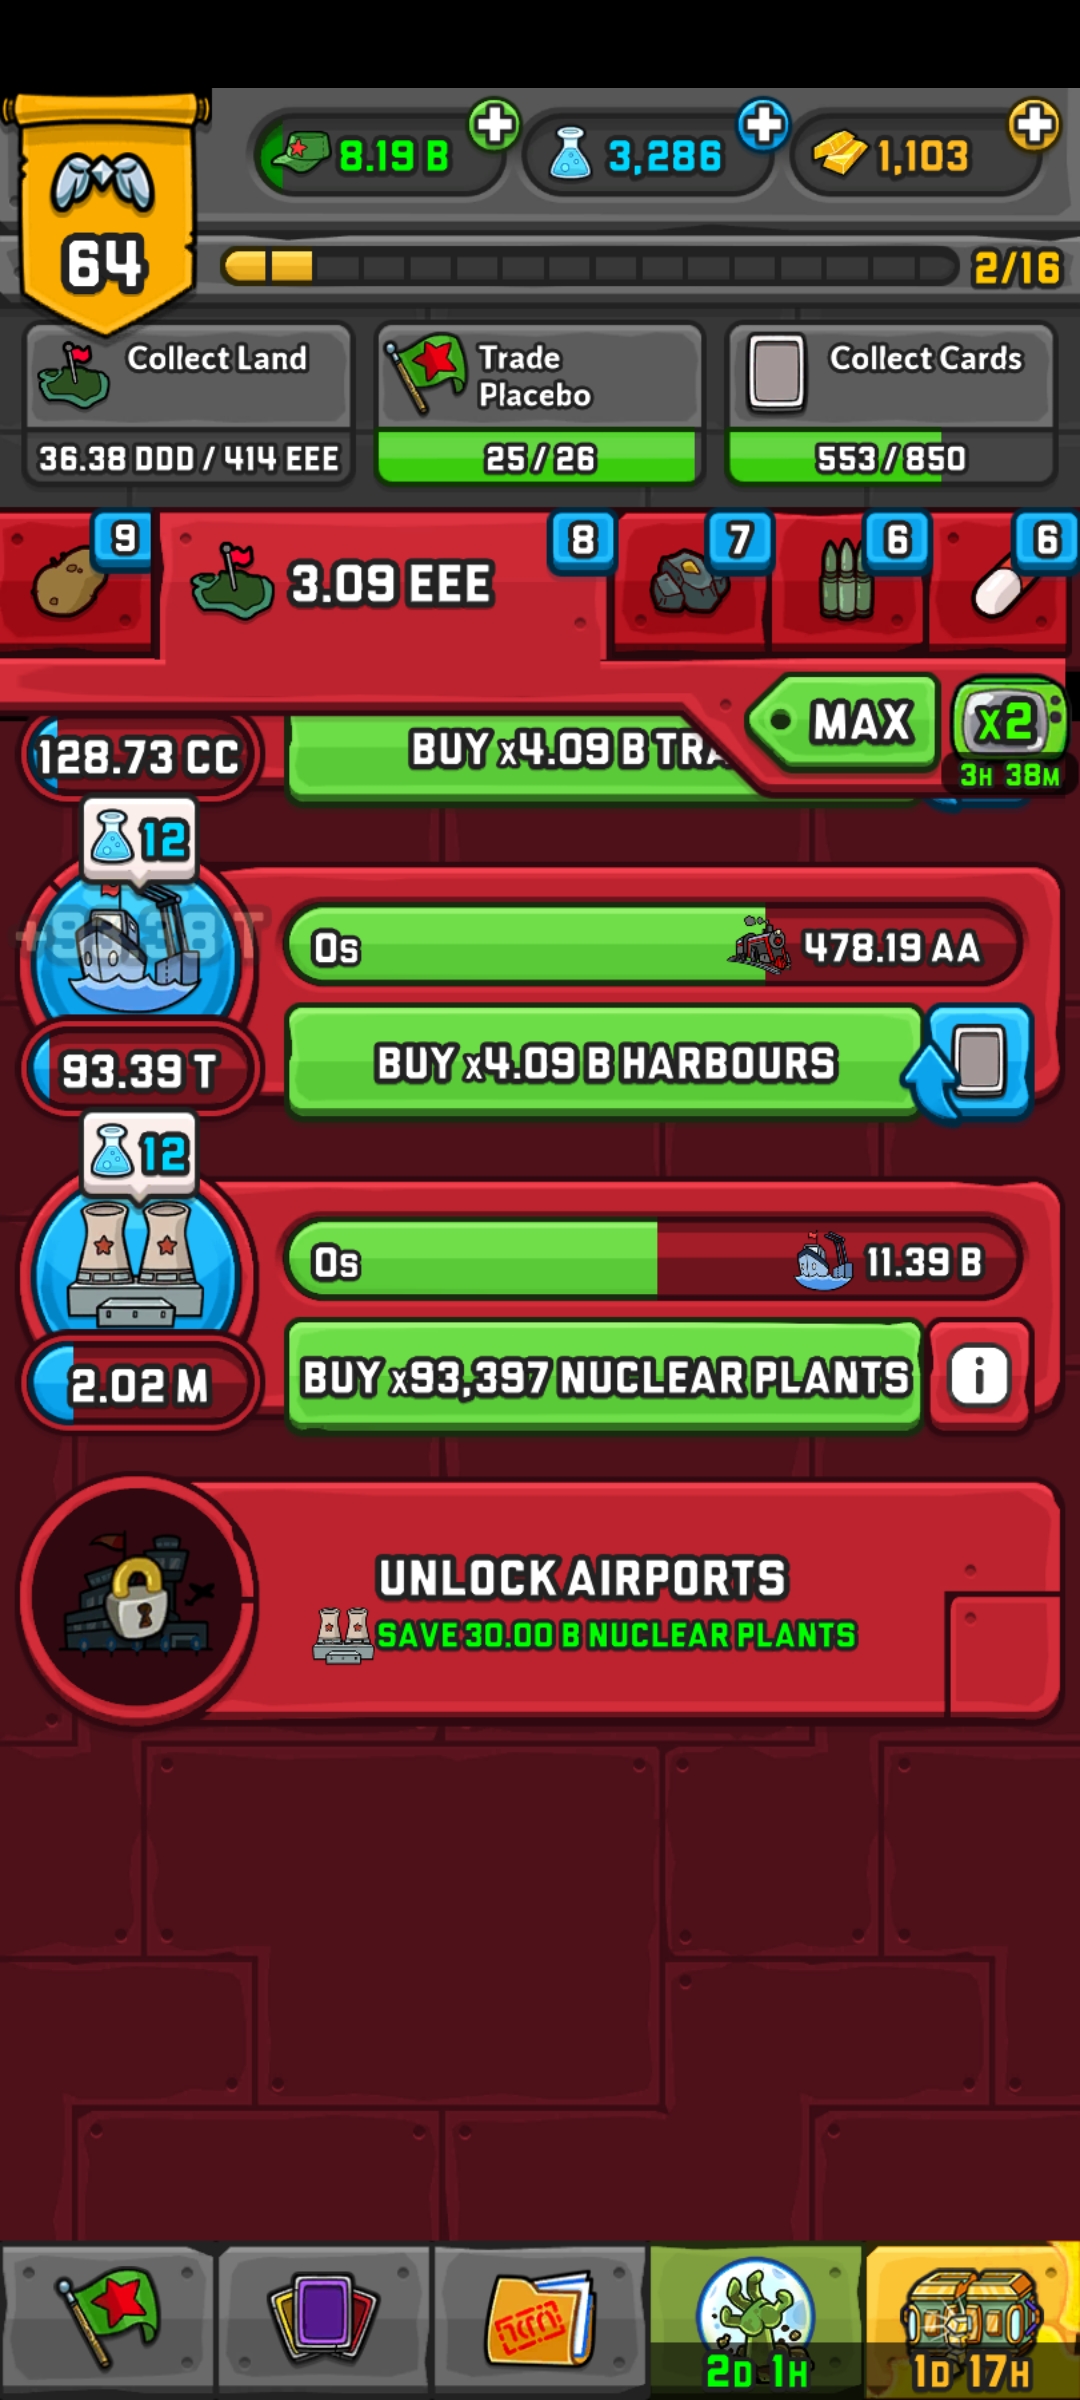 64
8.19 B
3,286
1,103
2/16
Collect Land
36.38 DDD / 414 EEE
Trade
Placebo
25 / 26
Collect Cards
553 / 850
9
3.09 EEE
8
7
6
6
MAX
x2
3H 38M
128.73 CC
BUY x4.09 B
12
0s
478.19 AA
93.39 T
BUY x4.09 B HARBOURS
12
0s
11.39 B
2.02 M
BUY x93,397 NUCLEAR PLANTS
i
UNLOCK AIRPORTS
SAVE 30.00 B NUCLEAR PLANTS
2D 1H
1D 17H